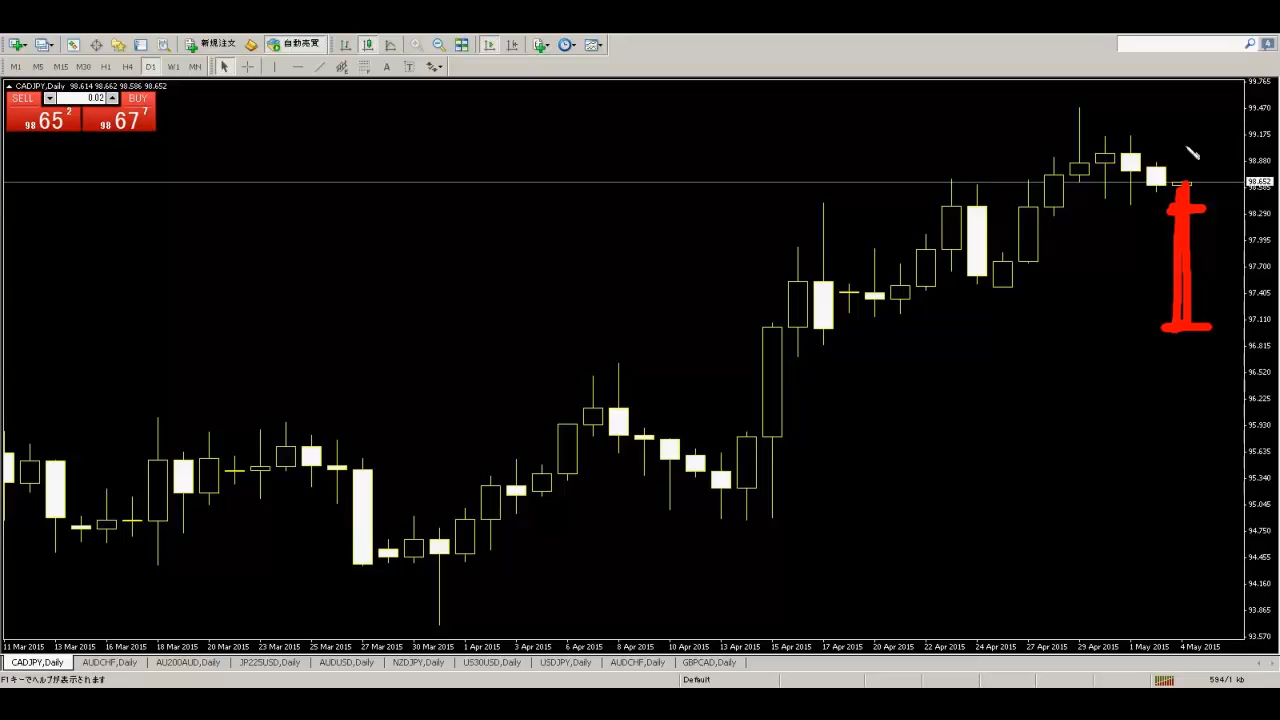 新規注文 自動売買 4
M1 M5 M15 M30 H1 H4 D1 W1 MN A T
CADJPY,Daily 98.614 98.662 98.586 98.652
SELL 0.02 BUY
98 65 2 98 67 7
99.765
99.470
99.175
98.880
98.652
98.585
98.290
97.995
97.700
97.405
97.110
96.815
96.520
96.225
95.930
95.635
95.340
95.045
94.750
94.455
94.160
93.865
93.570
11 Mar 2015 13 Mar 2015 16 Mar 2015 18 Mar 2015 20 Mar 2015 23 Mar 2015 25 Mar 2015 27 Mar 2015 30 Mar 2015 1 Apr 2015 3 Apr 2015 6 Apr 2015 8 Apr 2015 10 Apr 2015 13 Apr 2015 15 Apr 2015 17 Apr 2015 20 Apr 2015 22 Apr 2015 24 Apr 2015 27 Apr 2015 29 Apr 2015 1 May 2015 4 May 2015
CADJPY,Daily AUDCHF,Daily AU200AUD,Daily JP225USD,Daily AUDUSD,Daily NZDJPY,Daily US30USD,Daily USDJPY,Daily AUDCHF,Daily GBPCAD,Daily
F1キーでヘルプが表示されます Default 594/1 kb